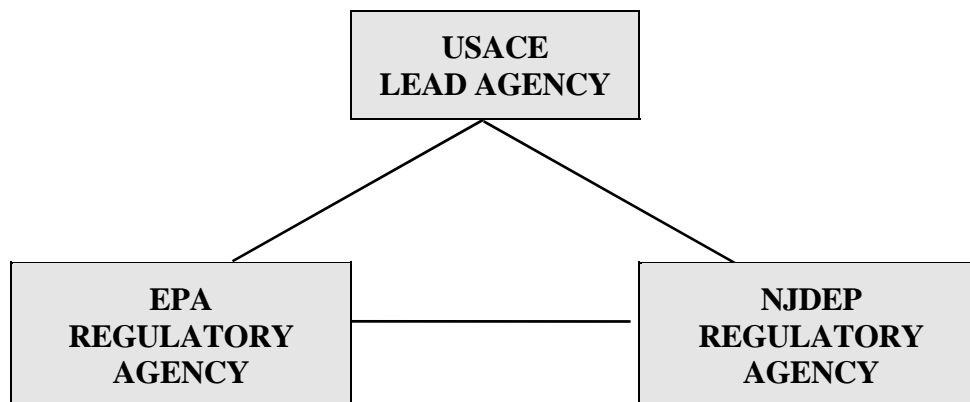 USACE
LEAD AGENCY
EPA
REGULATORY
AGENCY
NJDEP
REGULATORY
AGENCY